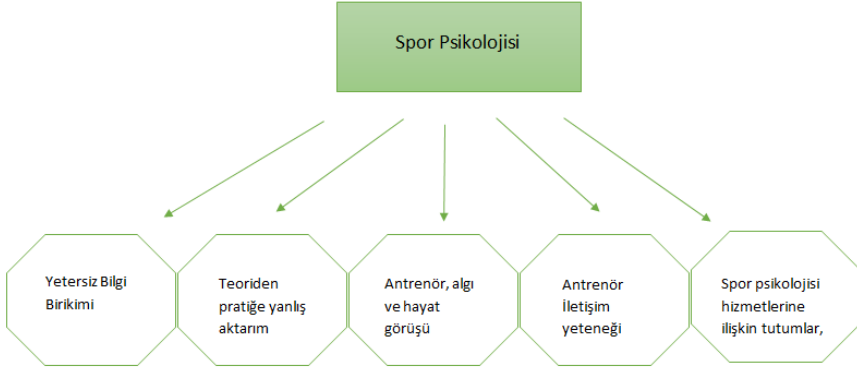 Spor Psikolojisi
Yetersiz Bilgi
Birikimi
Teoriden
pratiğe yanlış
aktarım
Antrenör, algı
ve hayat
görüşü
Antrenör
İletişim
yeteneği
Spor psikolojisi
hizmetlerine
ilişkin tutumlar,